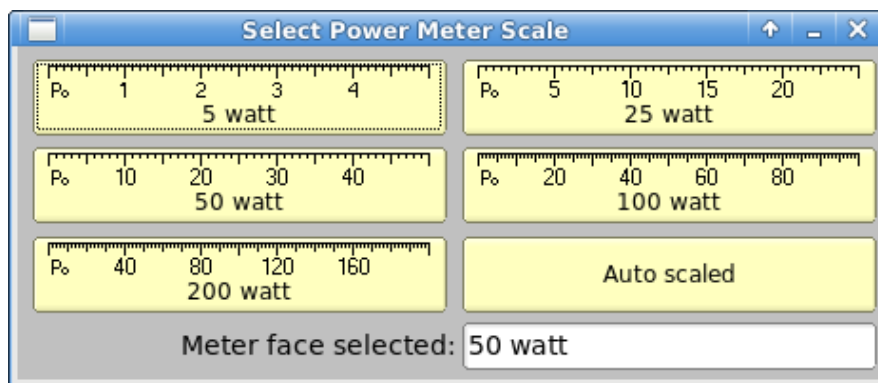 Select Power Meter Scale
Po 1 2 3 4
5 watt
Po 5 10 15 20
25 watt
Po 10 20 30 40
50 watt
Po 20 40 60 80
100 watt
Po 40 80 120 160
200 watt
Auto scaled
Meter face selected: 50 watt